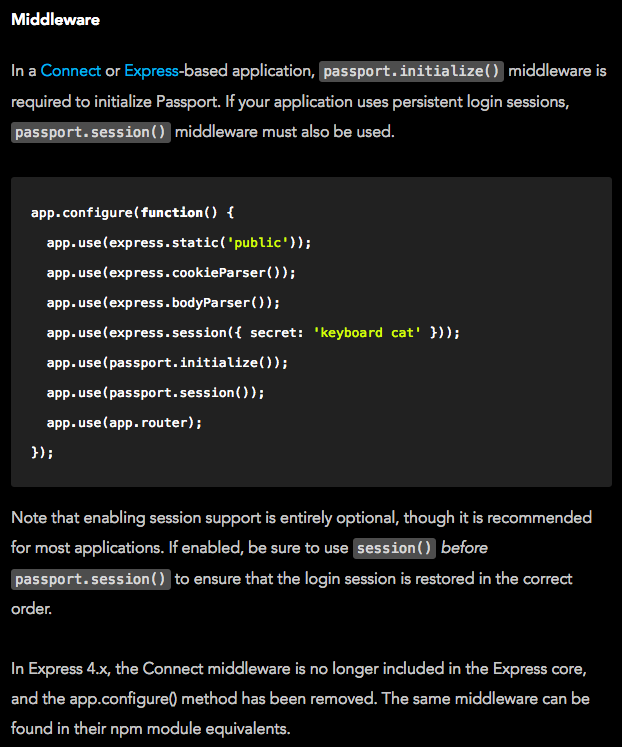 Middleware
In a Connect or Express-based application, passport.initialize() middleware is
required to initialize Passport. If your application uses persistent login sessions,
passport.session() middleware must also be used.
app.configure(function() {
  app.use(express.static('public'));
  app.use(express.cookieParser());
  app.use(express.bodyParser());
  app.use(express.session({ secret: 'keyboard cat' }));
  app.use(passport.initialize());
  app.use(passport.session());
  app.use(app.router);
});
Note that enabling session support is entirely optional, though it is recommended
for most applications. If enabled, be sure to use session() before
passport.session() to ensure that the login session is restored in the correct
order.
In Express 4.x, the Connect middleware is no longer included in the Express core,
and the app.configure() method has been removed. The same middleware can be
found in their npm module equivalents.